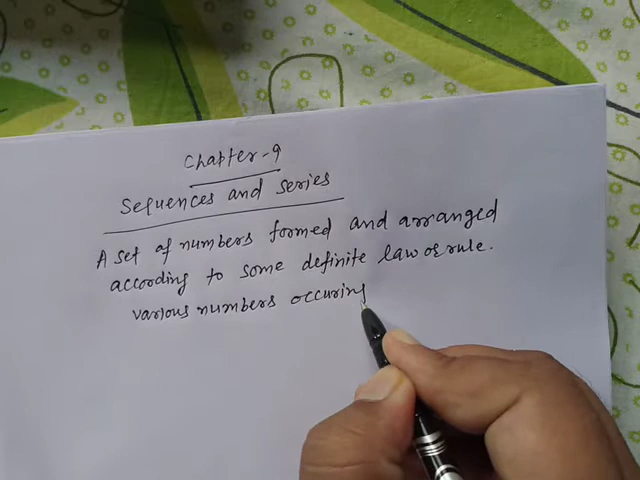 Chapter-9
Sequences and series
A set of numbers formed and arranged
according to some definite law or rule.
various numbers occuring